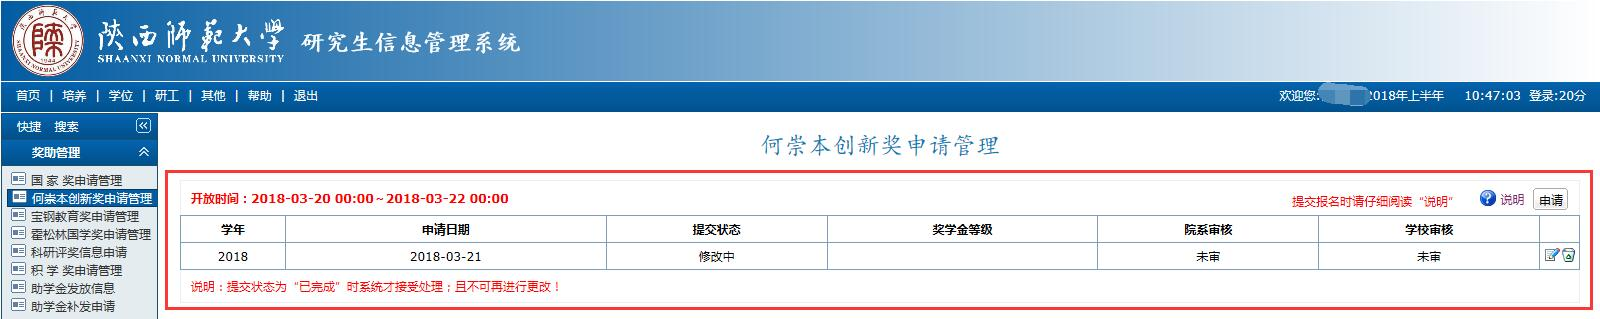 陕西师范大学 研究生信息管理系统
SHAANXI NORMAL UNIVERSITY
1944
首页 | 培养 | 学位 | 研工 | 其他 | 帮助 | 退出
欢迎您: 2018年上半年 10:47:03 登录:20分
快捷 搜索
奖助管理
国 家 奖申请管理
何崇本创新奖申请管理
宝钢教育奖申请管理
霍松林国学奖申请管理
科研评奖信息申请
积 学 奖申请管理
助学金发放信息
助学金补发申请
何崇本创新奖申请管理
开放时间：2018-03-20 00:00～2018-03-22 00:00
提交报名时请仔细阅读“说明” 说明 申请
学年 申请日期 提交状态 奖学金等级 院系审核 学校审核
2018 2018-03-21 修改中 未审 未审
说明：提交状态为“已完成”时系统才接受处理；且不可再进行更改！